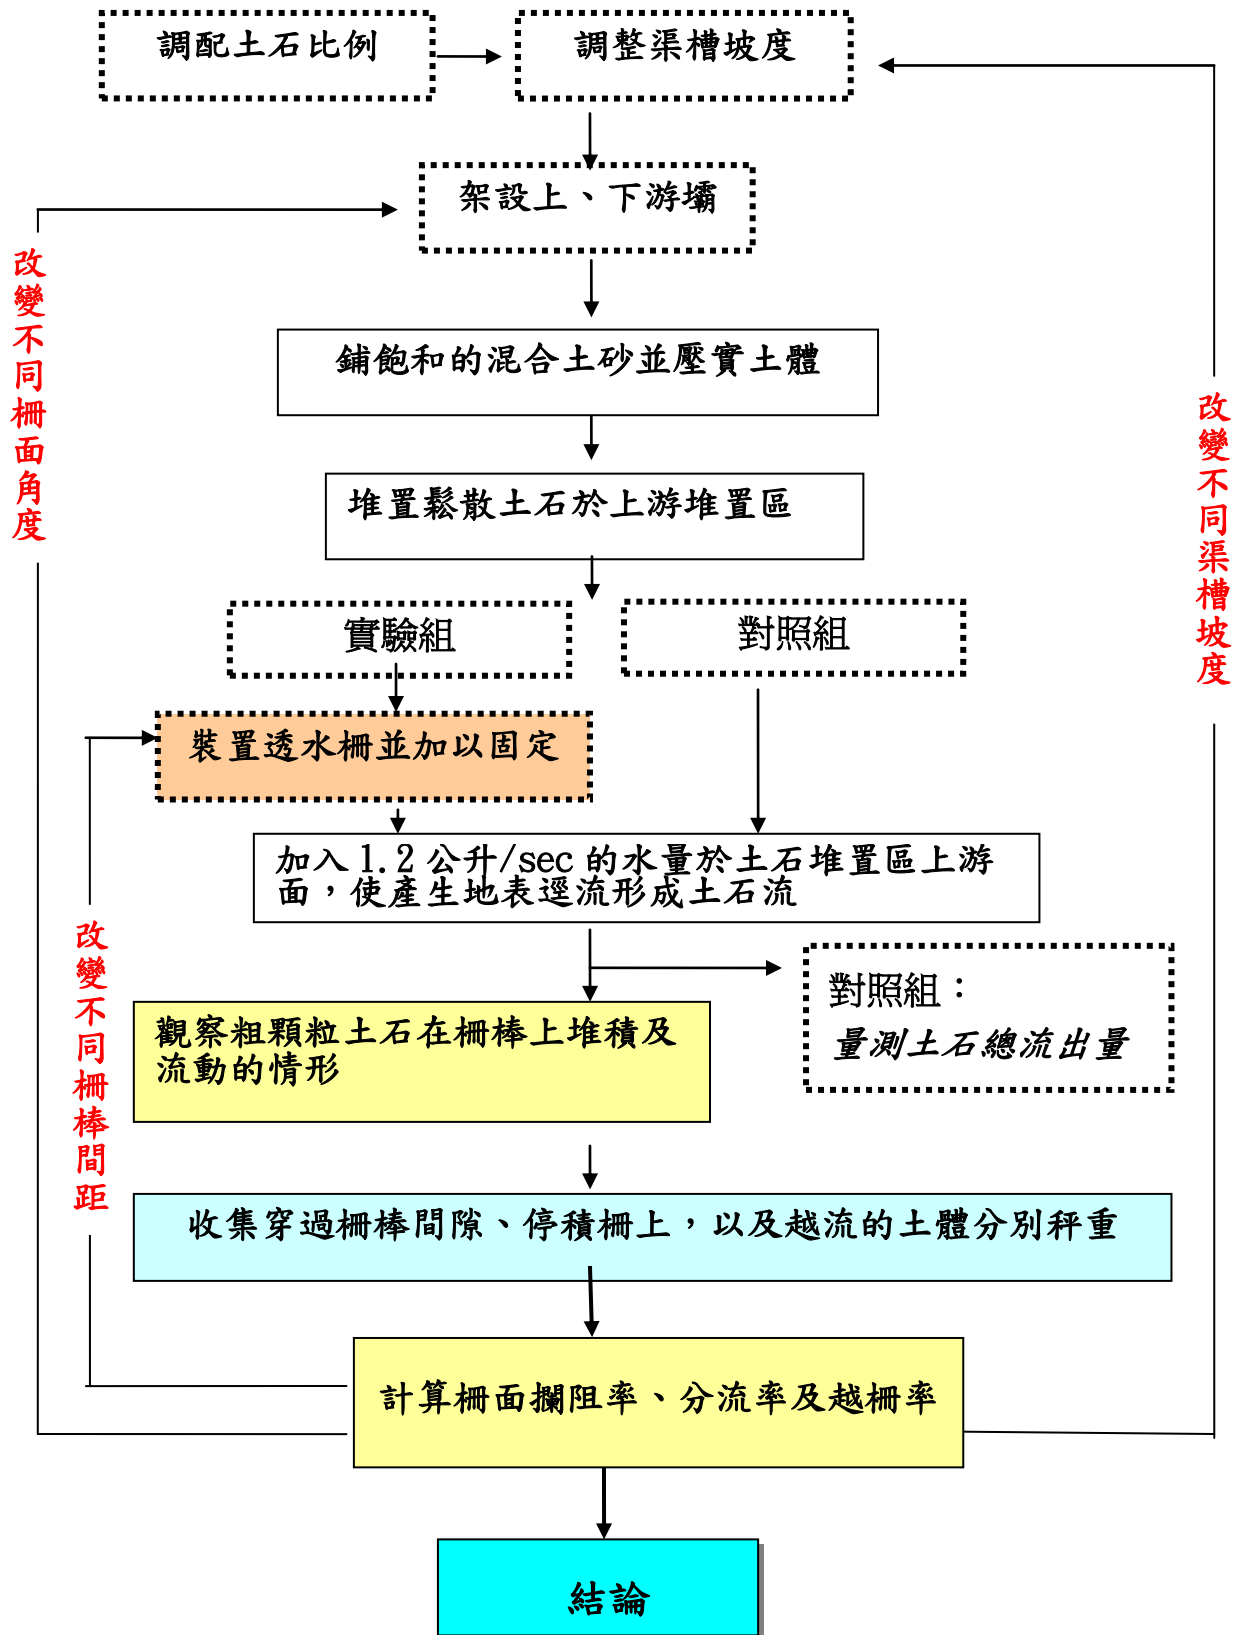 調配土石比例
調整渠槽坡度
架設上、下游壩
鋪飽和的混合土砂並壓實土體
堆置鬆散土石於上游堆置區
實驗組
對照組
裝置透水柵並加以固定
加入 1.2 公升/sec 的水量於土石堆置區上游
面，使產生地表逕流形成土石流
對照組：
量測土石總流出量
觀察粗顆粒土石在柵棒上堆積及
流動的情形
收集穿過柵棒間隙、停積柵上，以及越流的土體分別秤重
計算柵面攔阻率、分流率及越柵率
結論
改變不同柵面角度
改變不同柵棒間距
改變不同渠槽坡度